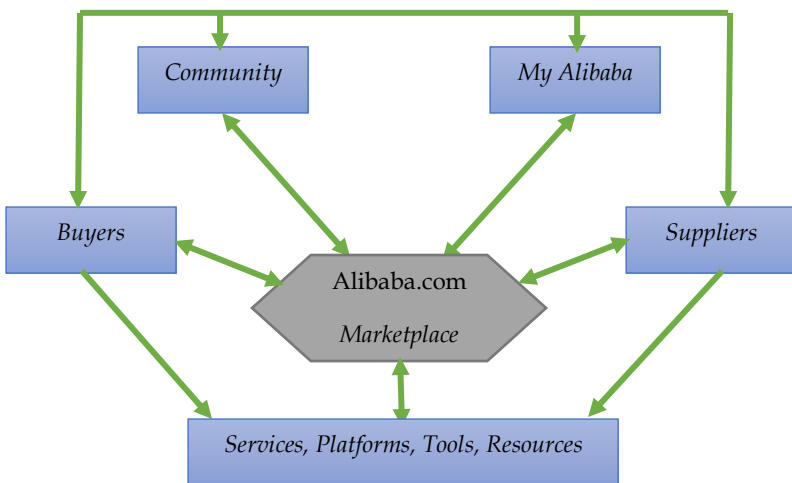 Community
My Alibaba
Buyers
Suppliers
Alibaba.com
Marketplace
Services, Platforms, Tools, Resources